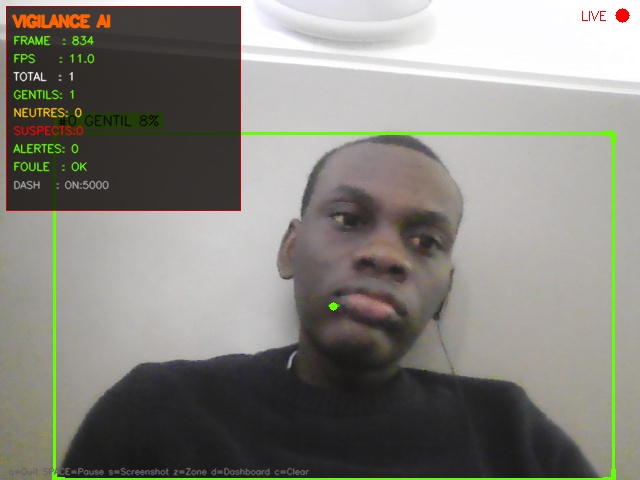 VIGILANCE AI
LIVE
FRAME : 834
FPS : 11.0
TOTAL : 1
GENTILS: 1
NEUTRES: 0
#0 GENTIL 8%
SUSPECTS:0
ALERTES: 0
FOULE : OK
DASH : ON:5000
q=Quit SPACE=Pause s=Screenshot z=Zone d=Dashboard c=Clear